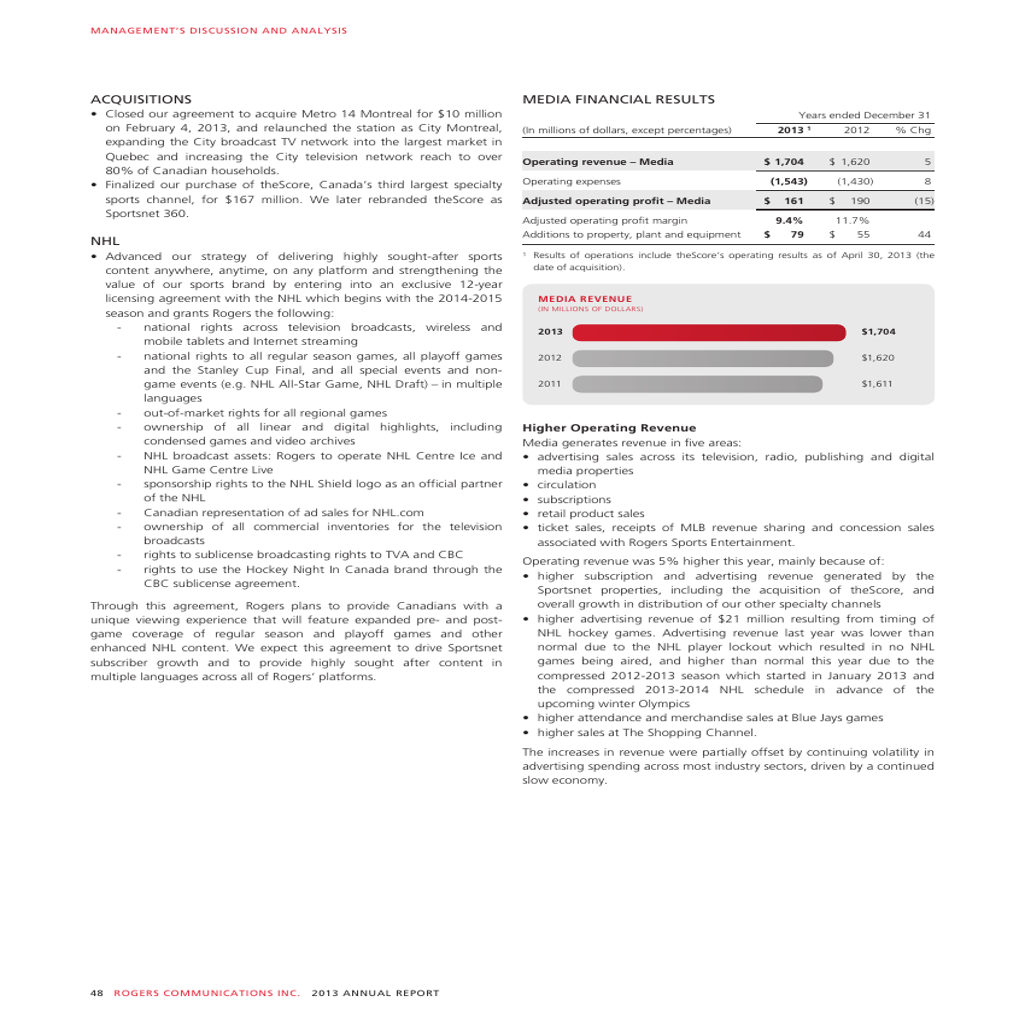 MANAGEMENT'S DISCUSSION AND ANALYSIS
ACQUISITIONS
• Closed our agreement to acquire Metro 14 Montreal for $10 million
on February 4, 2013, and relaunched the station as City Montreal,
expanding the City broadcast TV network into the largest market in
Quebec and increasing the City television network reach to over
80% of Canadian households.
• Finalized our purchase of theScore, Canada's third largest specialty
sports channel, for $167 million. We later rebranded theScore as
Sportsnet 360.
NHL
• Advanced our strategy of delivering highly sought-after sports
content anywhere, anytime, on any platform and strengthening the
value of our sports brand by entering into an exclusive 12-year
licensing agreement with the NHL which begins with the 2014-2015
season and grants Rogers the following:
- national rights across television broadcasts, wireless and
mobile tablets and Internet streaming
- national rights to all regular season games, all playoff games
and the Stanley Cup Final, and all special events and non-
game events (e.g. NHL All-Star Game, NHL Draft) – in multiple
languages
- out-of-market rights for all regional games
- ownership of all linear and digital highlights, including
condensed games and video archives
- NHL broadcast assets: Rogers to operate NHL Centre Ice and
NHL Game Centre Live
- sponsorship rights to the NHL Shield logo as an official partner
of the NHL
- Canadian representation of ad sales for NHL.com
- ownership of all commercial inventories for the television
broadcasts
- rights to sublicense broadcasting rights to TVA and CBC
- rights to use the Hockey Night In Canada brand through the
CBC sublicense agreement.
Through this agreement, Rogers plans to provide Canadians with a
unique viewing experience that will feature expanded pre- and post-
game coverage of regular season and playoff games and other
enhanced NHL content. We expect this agreement to drive Sportsnet
subscriber growth and to provide highly sought after content in
multiple languages across all of Rogers' platforms.
MEDIA FINANCIAL RESULTS
Years ended December 31
(In millions of dollars, except percentages) 2013 ¹ 2012 % Chg
Operating revenue – Media $ 1,704 $ 1,620 5
Operating expenses (1,543) (1,430) 8
Adjusted operating profit – Media $ 161 $ 190 (15)
Adjusted operating profit margin 9.4% 11.7%
Additions to property, plant and equipment $ 79 $ 55 44
¹ Results of operations include theScore's operating results as of April 30, 2013 (the
date of acquisition).
MEDIA REVENUE
(IN MILLIONS OF DOLLARS)
2013 $1,704
2012 $1,620
2011 $1,611
Higher Operating Revenue
Media generates revenue in five areas:
• advertising sales across its television, radio, publishing and digital
media properties
• circulation
• subscriptions
• retail product sales
• ticket sales, receipts of MLB revenue sharing and concession sales
associated with Rogers Sports Entertainment.
Operating revenue was 5% higher this year, mainly because of:
• higher subscription and advertising revenue generated by the
Sportsnet properties, including the acquisition of theScore, and
overall growth in distribution of our other specialty channels
• higher advertising revenue of $21 million resulting from timing of
NHL hockey games. Advertising revenue last year was lower than
normal due to the NHL player lockout which resulted in no NHL
games being aired, and higher than normal this year due to the
compressed 2012-2013 season which started in January 2013 and
the compressed 2013-2014 NHL schedule in advance of the
upcoming winter Olympics
• higher attendance and merchandise sales at Blue Jays games
• higher sales at The Shopping Channel.
The increases in revenue were partially offset by continuing volatility in
advertising spending across most industry sectors, driven by a continued
slow economy.
48 ROGERS COMMUNICATIONS INC. 2013 ANNUAL REPORT